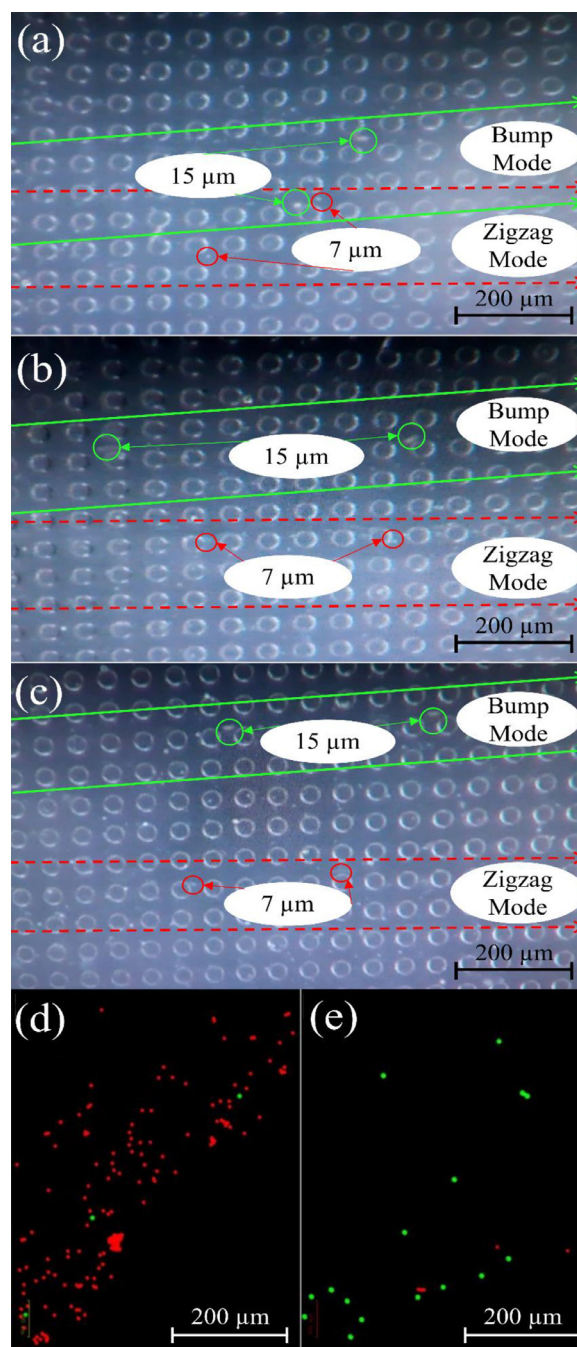 (a)
Bump
Mode
15 µm
7 µm
Zigzag
Mode
200 µm
(b)
Bump
Mode
15 µm
7 µm
Zigzag
Mode
200 µm
(c)
Bump
Mode
15 µm
7 µm
Zigzag
Mode
200 µm
(d)
(e)
200 µm
200 µm